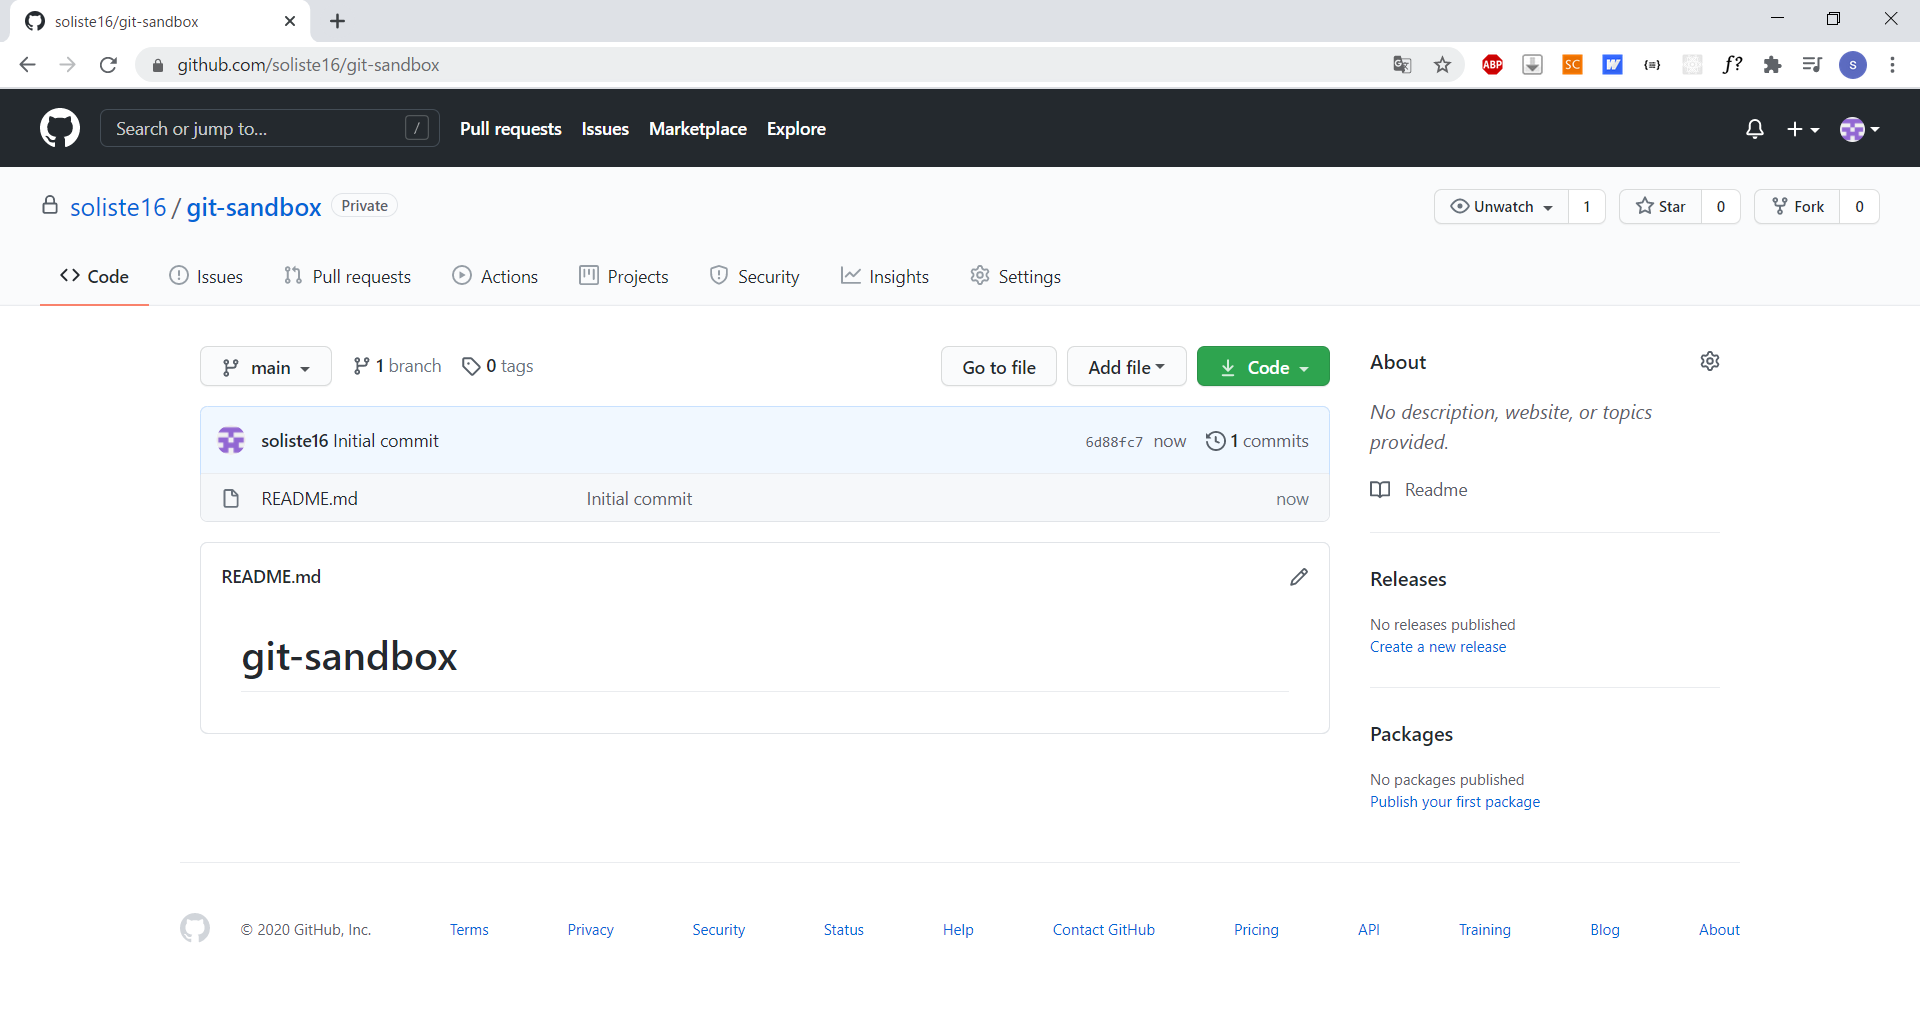 soliste16/git-sandbox
github.com/soliste16/git-sandbox
ABP
SC
W
{≡}
f?
s
Search or jump to...
/
Pull requests
Issues
Marketplace
Explore
soliste16 / git-sandbox Private
Unwatch 1
Star 0
Fork 0
Code
Issues
Pull requests
Actions
Projects
Security
Insights
Settings
main
1 branch
0 tags
Go to file
Add file
Code
soliste16 Initial commit
6d88fc7 now
1 commits
README.md
Initial commit
now
README.md
git-sandbox
About
No description, website, or topics
provided.
Readme
Releases
No releases published
Create a new release
Packages
No packages published
Publish your first package
© 2020 GitHub, Inc.
Terms
Privacy
Security
Status
Help
Contact GitHub
Pricing
API
Training
Blog
About